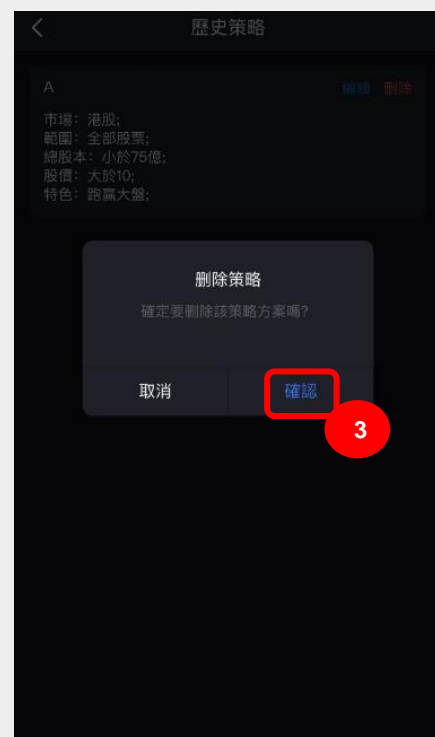 歷史策略
A
編輯 刪除
市場：港股;
範圍：全部股票;
總股本：小於75億;
股價：大於10;
特色：跑贏大盤;
刪除策略
確定要刪除該策略方案嗎?
取消 確認
3